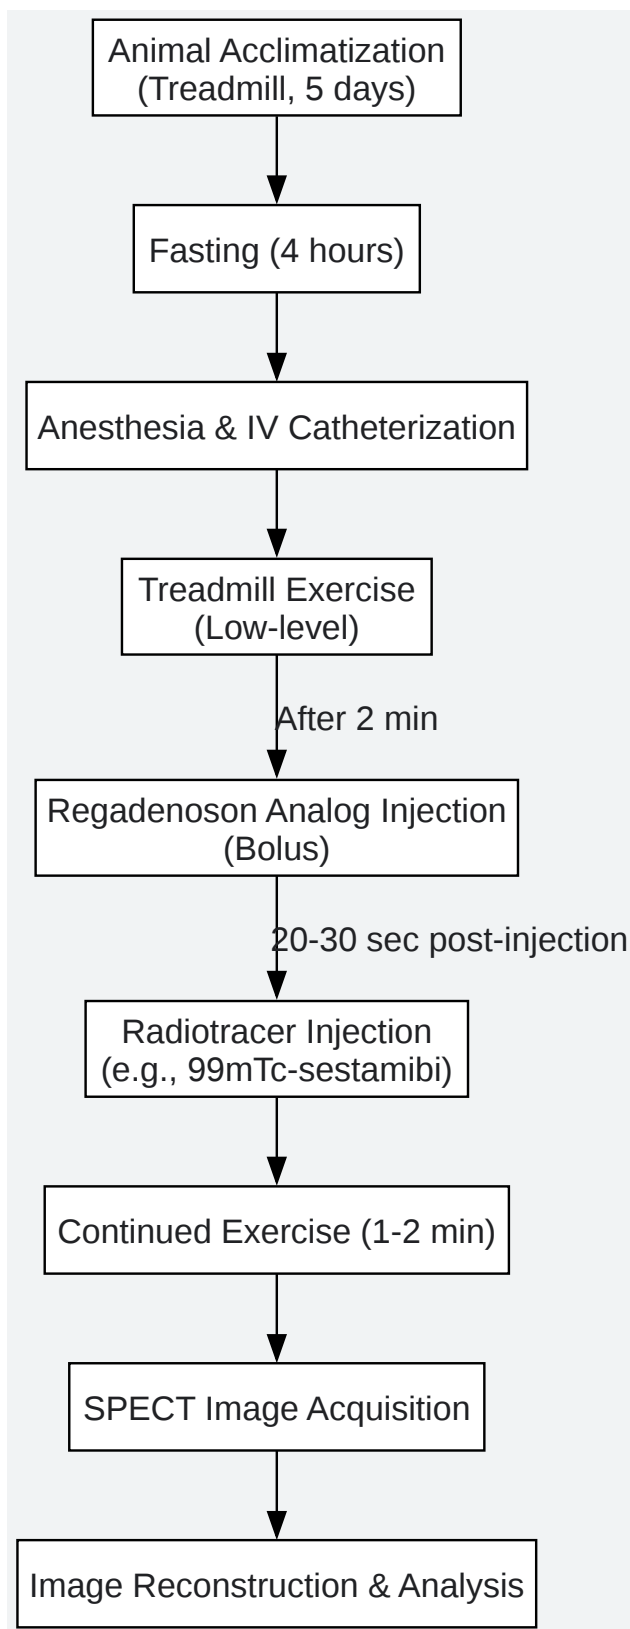 Animal Acclimatization
(Treadmill, 5 days)
Fasting (4 hours)
Anesthesia & IV Catheterization
Treadmill Exercise
(Low-level)
After 2 min
Regadenoson Analog Injection
(Bolus)
20-30 sec post-injection
Radiotracer Injection
(e.g., 99mTc-sestamibi)
Continued Exercise (1-2 min)
SPECT Image Acquisition
Image Reconstruction & Analysis